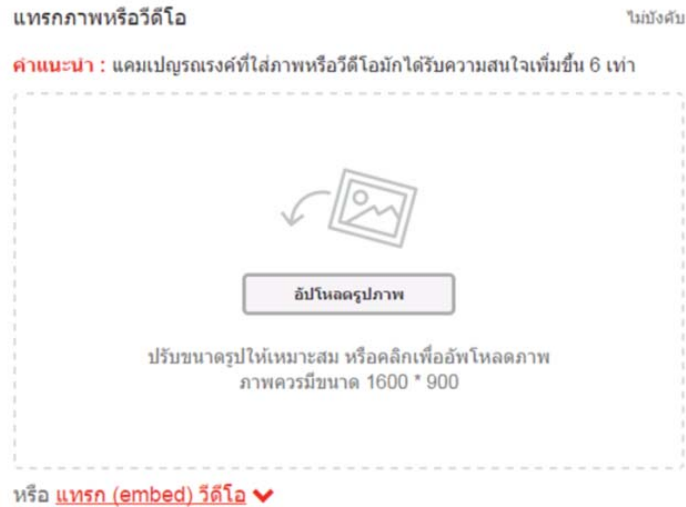 แทรกภาพหรือวีดีโอ ไม่บังคับ
คำแนะนำ : แคมเปญรณรงค์ที่ใส่ภาพหรือวีดีโอมักได้รับความสนใจเพิ่มขึ้น 6 เท่า
อัปโหลดรูปภาพ
ปรับขนาดรูปให้เหมาะสม หรือคลิกเพื่ออัพโหลดภาพ
ภาพควรมีขนาด 1600 * 900
หรือ แทรก (embed) วีดีโอ